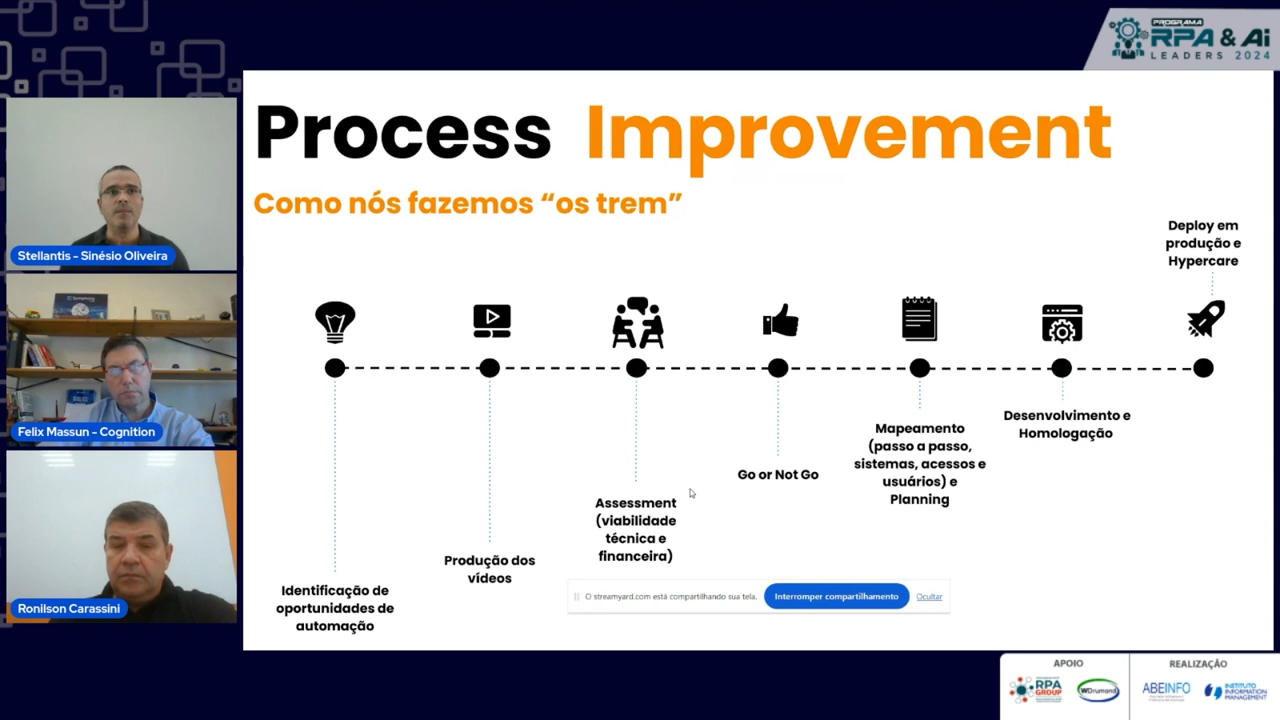 PROGRAMA
RPA & Ai
LEADERS 2024
Process Improvement
Como nós fazemos “os trem”
Stellantis - Sinésio Oliveira
Felix Massun - Cognition
Ronilson Carassini
Identificação de
oportunidades de
automação
Produção dos
vídeos
Assessment
(viabilidade
técnica e
financeira)
Go or Not Go
Mapeamento
(passo a passo,
sistemas, acessos e
usuários) e
Planning
Desenvolvimento e
Homologação
Deploy em
produção e
Hypercare
O streamyard.com está compartilhando sua tela.
Interromper compartilhamento
Ocultar
APOIO
RPA
GROUP
WDrumond
REALIZAÇÃO
ABEINFO
INSTITUTO
INFORMATION
MANAGEMENT